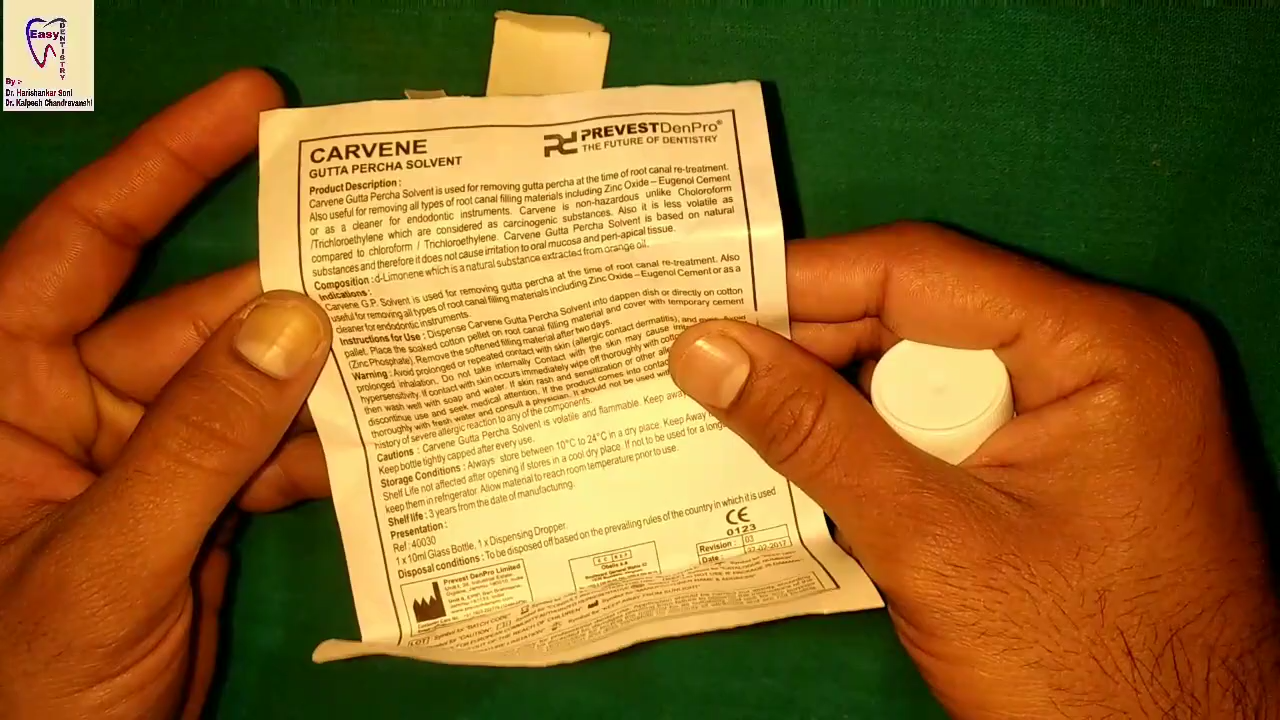 Easy
DENTISTRY
By :-
Dr. Harishankar Soni
Dr. Kalpesh Chandravanshi
CARVENE
GUTTA PERCHA SOLVENT
PREVESTDenPro®
THE FUTURE OF DENTISTRY
Product Description :
Carvene Gutta Percha Solvent is used for removing gutta percha at the time of root canal re-treatment.
Also useful for removing all types of root canal filling materials including Zinc Oxide – Eugenol Cement
or as a cleaner for endodontic instruments. Carvene is non-hazardous unlike Choloroform
/Trichloroethylene which are considered as carcinogenic substances. Also it is less volatile as
compared to chloroform / Trichloroethylene. Carvene Gutta Percha Solvent is based on natural
substances and therefore it does not cause irritation to oral mucosa and peri-apical tissue.
Composition : d-Limonene which is a natural substance extracted from orange oil.
Indications :
Carvene G.P. Solvent is used for removing gutta percha at the time of root canal re-treatment. Also
useful for removing all types of root canal filling materials including Zinc Oxide – Eugenol Cement or as a
cleaner for endodontic instruments.
Instructions for Use : Dispense Carvene Gutta Percha Solvent into dappen dish or directly on cotton
pallet. Place the soaked cotton pellet on root canal filling material and cover with temporary cement
(Zinc Phosphate). Remove the softened filling material after two days.
Warning : Avoid prolonged or repeated contact with skin (allergic contact dermatitis), and
prolonged inhalation. Do not take internally. Contact with the skin may cause
hypersensitivity. If contact with skin occurs immediately wipe off thoroughly with
then wash well with soap and water. If skin rash and sensitization or other
discontinue use and seek medical attention. If the product comes into
thoroughly with fresh water and consult a physician. It should not be used
history of severe allergic reaction to any of the components.
Cautions : Carvene Gutta Percha Solvent is volatile and flammable. Keep
Keep bottle tightly capped after every use.
Storage Conditions : Always store between 10°C to 24°C in a dry place. Keep Away
Shelf Life not affected after opening if stores in a cool dry place. If not to be used for a
keep them in refrigerator. Allow material to reach room temperature prior to use.
Shelf life : 3 years from the date of manufacturing.
Presentation :
Ref : 40030
1 x 10ml Glass Bottle, 1 x Dispensing Dropper.
Disposal conditions : To be disposed off based on the prevailing rules of the country in which it is used
CE
0123
Revision : 03
Date :
Prevest DenPro Limited
EC REP
Obelis s.a